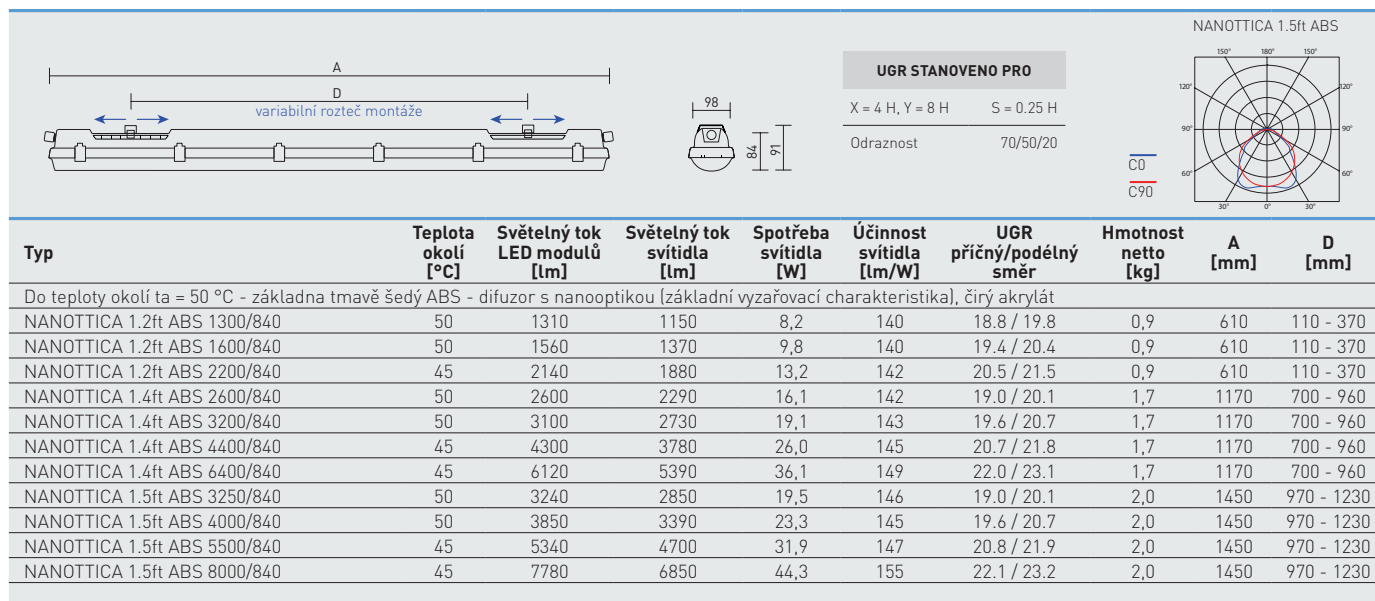 NANOTTICA 1.5ft ABS
A
D
variabilní rozteč montáže
98
84
91
UGR STANOVENO PRO
X = 4 H, Y = 8 H S = 0.25 H
Odraznost 70/50/20
C0
C90
150° 180° 150°
120° 120°
90° 90°
60° 60°
30° 0° 30°
Typ Teplota okolí [°C] Světelný tok LED modulů [lm] Světelný tok svítidla [lm] Spotřeba svítidla [W] Účinnost svítidla [lm/W] UGR příčný/podélný směr Hmotnost netto [kg] A [mm] D [mm]
Do teploty okolí ta = 50 °C - základna tmavě šedý ABS - difuzor s nanooptikou (základní vyzařovací charakteristika), čirý akrylát
NANOTTICA 1.2ft ABS 1300/840 50 1310 1150 8,2 140 18.8 / 19.8 0,9 610 110 - 370
NANOTTICA 1.2ft ABS 1600/840 50 1560 1370 9,8 140 19.4 / 20.4 0,9 610 110 - 370
NANOTTICA 1.2ft ABS 2200/840 45 2140 1880 13,2 142 20.5 / 21.5 0,9 610 110 - 370
NANOTTICA 1.4ft ABS 2600/840 50 2600 2290 16,1 142 19.0 / 20.1 1,7 1170 700 - 960
NANOTTICA 1.4ft ABS 3200/840 50 3100 2730 19,1 143 19.6 / 20.7 1,7 1170 700 - 960
NANOTTICA 1.4ft ABS 4400/840 45 4300 3780 26,0 145 20.7 / 21.8 1,7 1170 700 - 960
NANOTTICA 1.4ft ABS 6400/840 45 6120 5390 36,1 149 22.0 / 23.1 1,7 1170 700 - 960
NANOTTICA 1.5ft ABS 3250/840 50 3240 2850 19,5 146 19.0 / 20.1 2,0 1450 970 - 1230
NANOTTICA 1.5ft ABS 4000/840 50 3850 3390 23,3 145 19.6 / 20.7 2,0 1450 970 - 1230
NANOTTICA 1.5ft ABS 5500/840 45 5340 4700 31,9 147 20.8 / 21.9 2,0 1450 970 - 1230
NANOTTICA 1.5ft ABS 8000/840 45 7780 6850 44,3 155 22.1 / 23.2 2,0 1450 970 - 1230